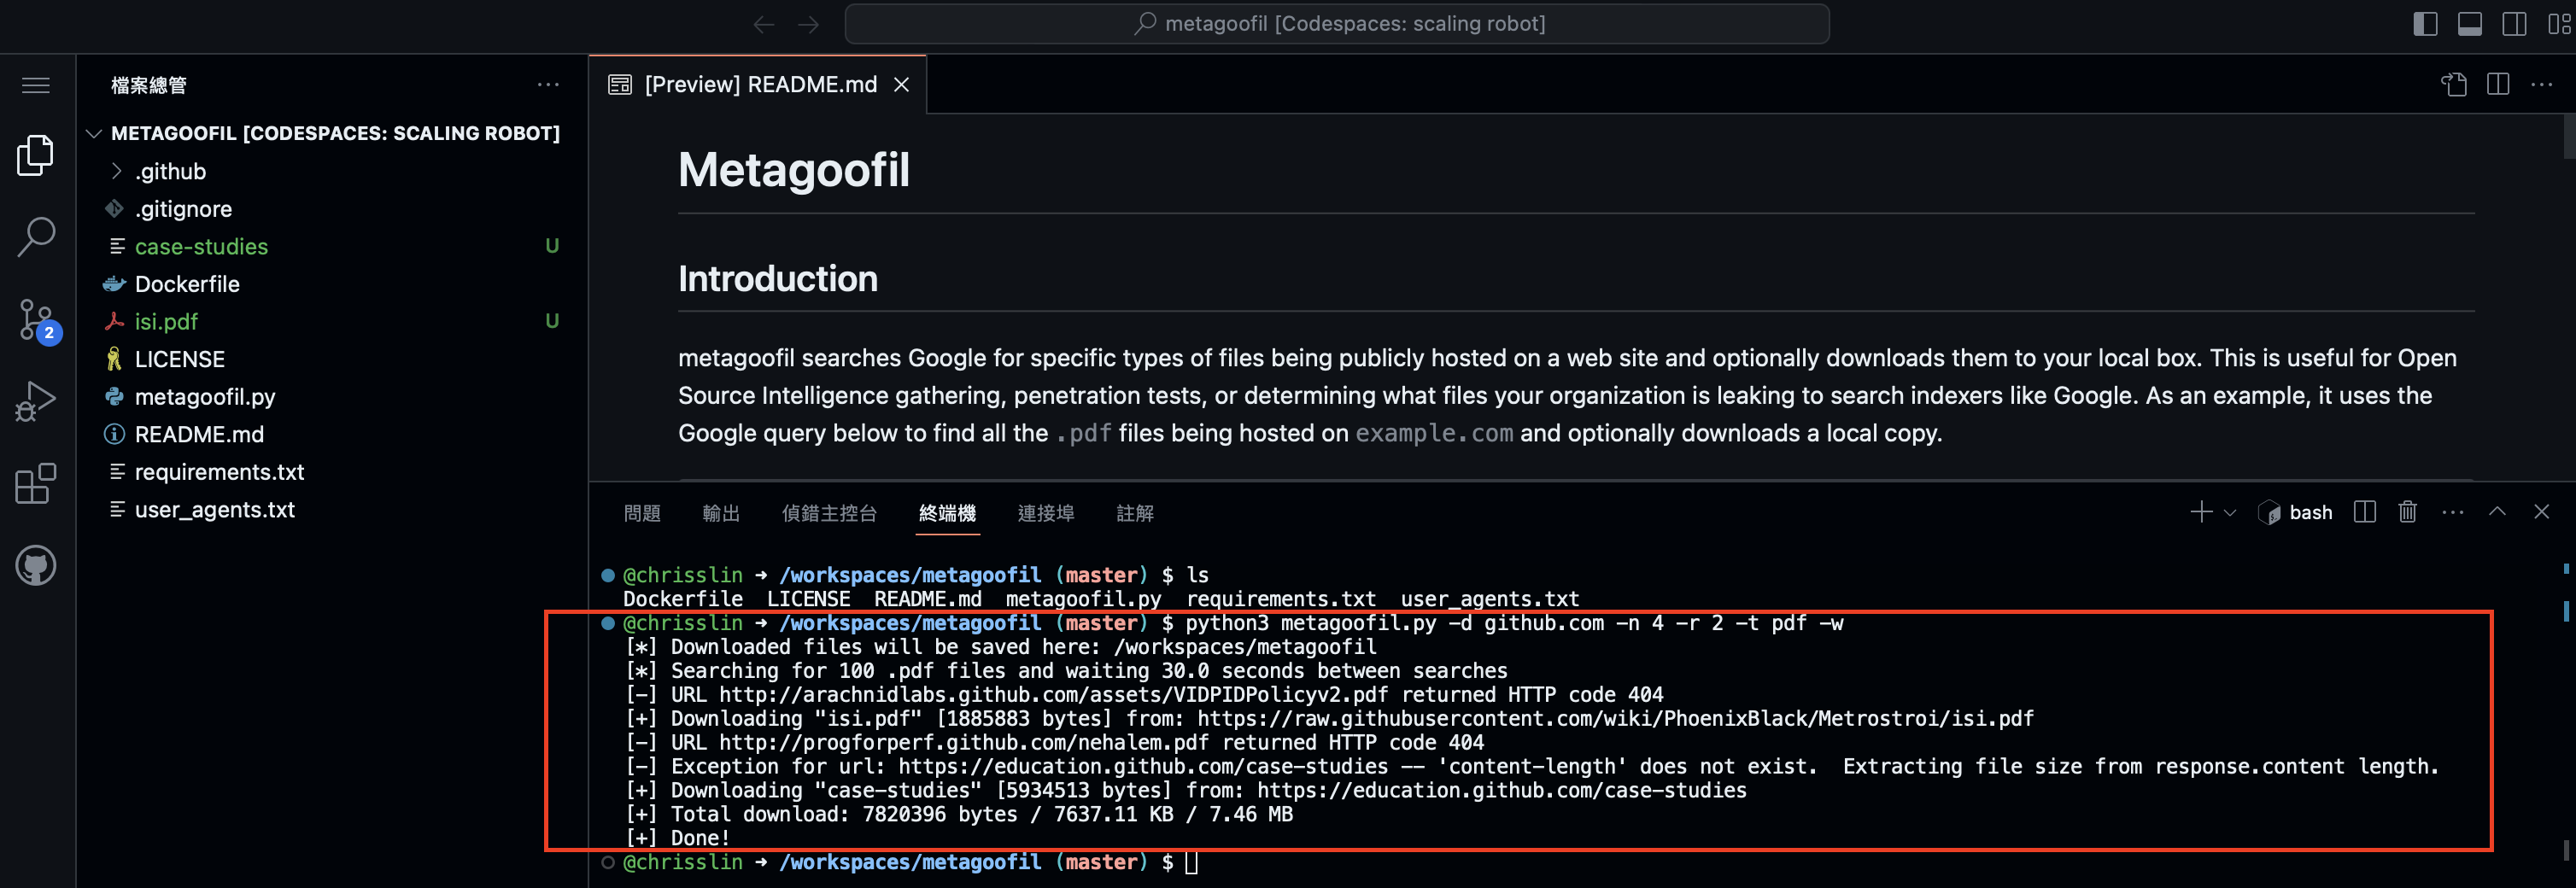 metagoofil [Codespaces: scaling robot]
檔案總管
[Preview] README.md
METAGOOFIL [CODESPACES: SCALING ROBOT]
.github
.gitignore
case-studies U
Dockerfile
isi.pdf U
2
LICENSE
metagoofil.py
README.md
requirements.txt
user_agents.txt
Metagoofil
Introduction
metagoofil searches Google for specific types of files being publicly hosted on a web site and optionally downloads them to your local box. This is useful for Open
Source Intelligence gathering, penetration tests, or determining what files your organization is leaking to search indexers like Google. As an example, it uses the
Google query below to find all the .pdf files being hosted on example.com and optionally downloads a local copy.
問題 輸出 偵錯主控台 終端機 連接埠 註解
bash
@chrisslin → /workspaces/metagoofil (master) $ ls
Dockerfile LICENSE README.md metagoofil.py requirements.txt user_agents.txt
@chrisslin → /workspaces/metagoofil (master) $ python3 metagoofil.py -d github.com -n 4 -r 2 -t pdf -w
[*] Downloaded files will be saved here: /workspaces/metagoofil
[*] Searching for 100 .pdf files and waiting 30.0 seconds between searches
[-] URL http://arachnidlabs.github.com/assets/VIDPIDPolicyv2.pdf returned HTTP code 404
[+] Downloading "isi.pdf" [1885883 bytes] from: https://raw.githubusercontent.com/wiki/PhoenixBlack/Metrostroi/isi.pdf
[-] URL http://progforperf.github.com/nehalem.pdf returned HTTP code 404
[-] Exception for url: https://education.github.com/case-studies -- 'content-length' does not exist. Extracting file size from response.content length.
[+] Downloading "case-studies" [5934513 bytes] from: https://education.github.com/case-studies
[+] Total download: 7820396 bytes / 7637.11 KB / 7.46 MB
[+] Done!
@chrisslin → /workspaces/metagoofil (master) $